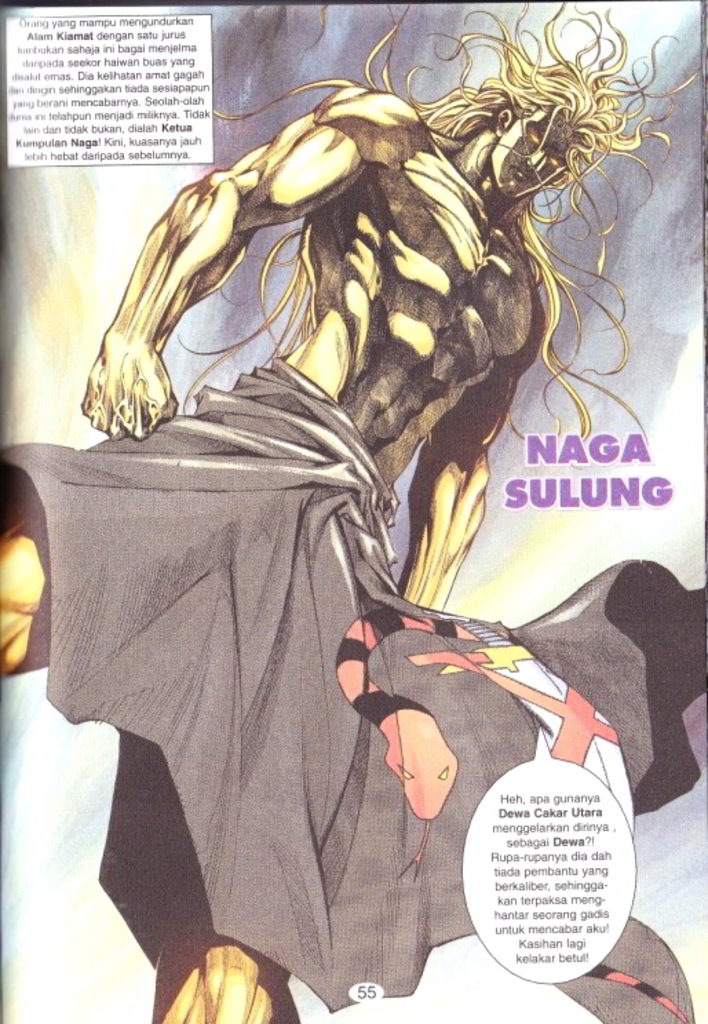 Orang yang mampu mengundurkan
Alam Kiamat dengan satu jurus
tumbukan sahaja ini bagai menjelma
daripada seekor haiwan buas yang
disalut emas. Dia kelihatan amat gagah
dan dingin sehinggakan tiada sesiapapun
yang berani mencabarnya. Seolah-olah
dunia ini telahpun menjadi miliknya. Tidak
lain dan tidak bukan, dialah Ketua
Kumpulan Naga! Kini, kuasanya jauh
lebih hebat daripada sebelumnya.
NAGA
SULUNG
Heh, apa gunanya
Dewa Cakar Utara
menggelarkan dirinya
sebagai Dewa?!
Rupa-rupanya dia dah
tiada pembantu yang
berkaliber, sehingga-
kan terpaksa meng-
hantar seorang gadis
untuk mencabar aku!
Kasihan lagi
kelakar betul!
55